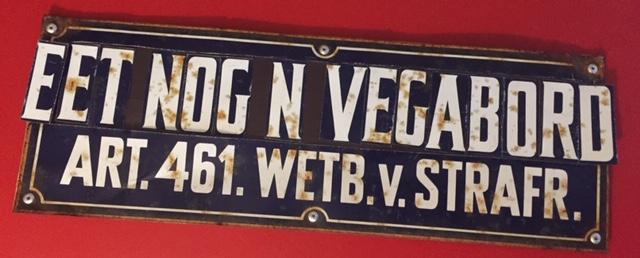 EET NOG N VEGABORD
ART. 461. WETB. V. STRAFR.